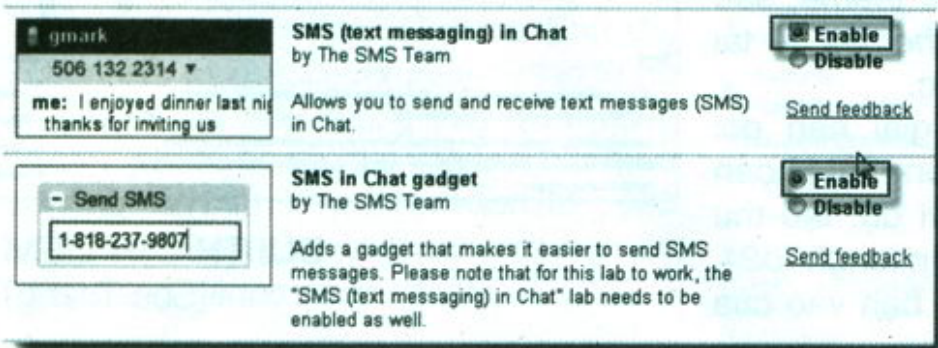 gmark
506 132 2314 ▼
me: I enjoyed dinner last nig
thanks for inviting us
SMS (text messaging) in Chat
by The SMS Team
Allows you to send and receive text messages (SMS)
in Chat.
Enable
Disable
Send feedback
- Send SMS
1-818-237-9807
SMS in Chat gadget
by The SMS Team
Adds a gadget that makes it easier to send SMS
messages. Please note that for this lab to work, the
"SMS (text messaging) in Chat" lab needs to be
enabled as well.
Enable
Disable
Send feedback